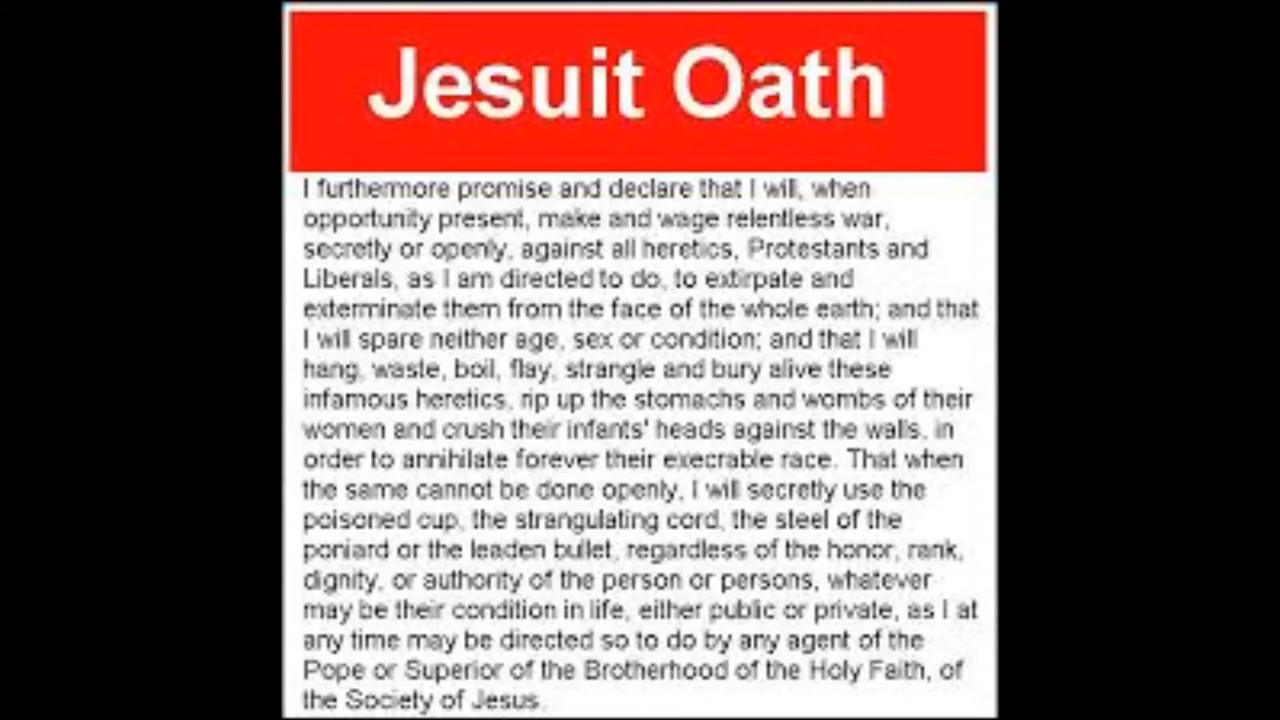 Jesuit Oath
I furthermore promise and declare that I will, when
opportunity present, make and wage relentless war,
secretly or openly, against all heretics, Protestants and
Liberals, as I am directed to do, to extirpate and
exterminate them from the face of the whole earth; and that
I will spare neither age, sex or condition; and that I will
hang, waste, boil, flay, strangle and bury alive these
infamous heretics, rip up the stomachs and wombs of their
women and crush their infants' heads against the walls, in
order to annihilate forever their execrable race. That when
the same cannot be done openly, I will secretly use the
poisoned cup, the strangulating cord, the steel of the
poniard or the leaden bullet, regardless of the honor, rank,
dignity, or authority of the person or persons, whatever
may be their condition in life, either public or private, as I at
any time may be directed so to do by any agent of the
Pope or Superior of the Brotherhood of the Holy Faith, of
the Society of Jesus.